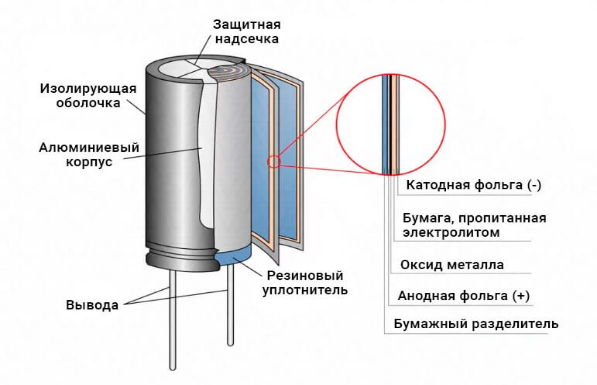 Защитная
надсечка
Изолирующая
оболочка
Алюминиевый
корпус
Вывода
Резиновый
уплотнитель
Катодная фольга (-)
Бумага, пропитанная
электролитом
Оксид металла
Анодная фольга (+)
Бумажный разделитель